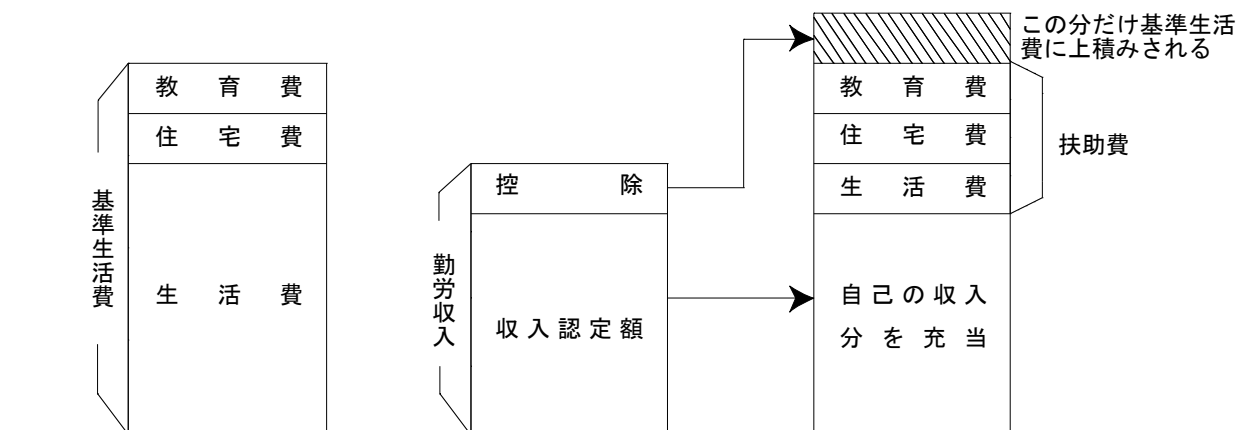 基準生活費
教育費
住宅費
生活費
勤労収入
控除
収入認定額
この分だけ基準生活
費に上積みされる
教育費
住宅費
生活費
扶助費
自己の収入
分を充当